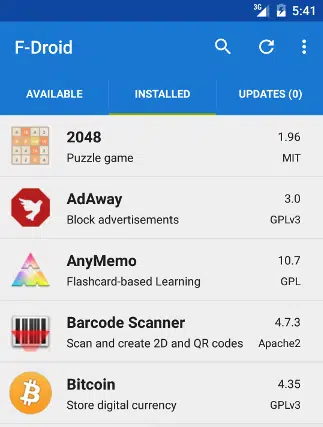 3G 5:41
F-Droid
AVAILABLE INSTALLED UPDATES (0)
2048 1.96
Puzzle game MIT
AdAway 3.0
Block advertisements GPLv3
AnyMemo 10.7
Flashcard-based Learning GPL
Barcode Scanner 4.7.3
Scan and create 2D and QR codes Apache2
Bitcoin 4.35
Store digital currency GPLv3